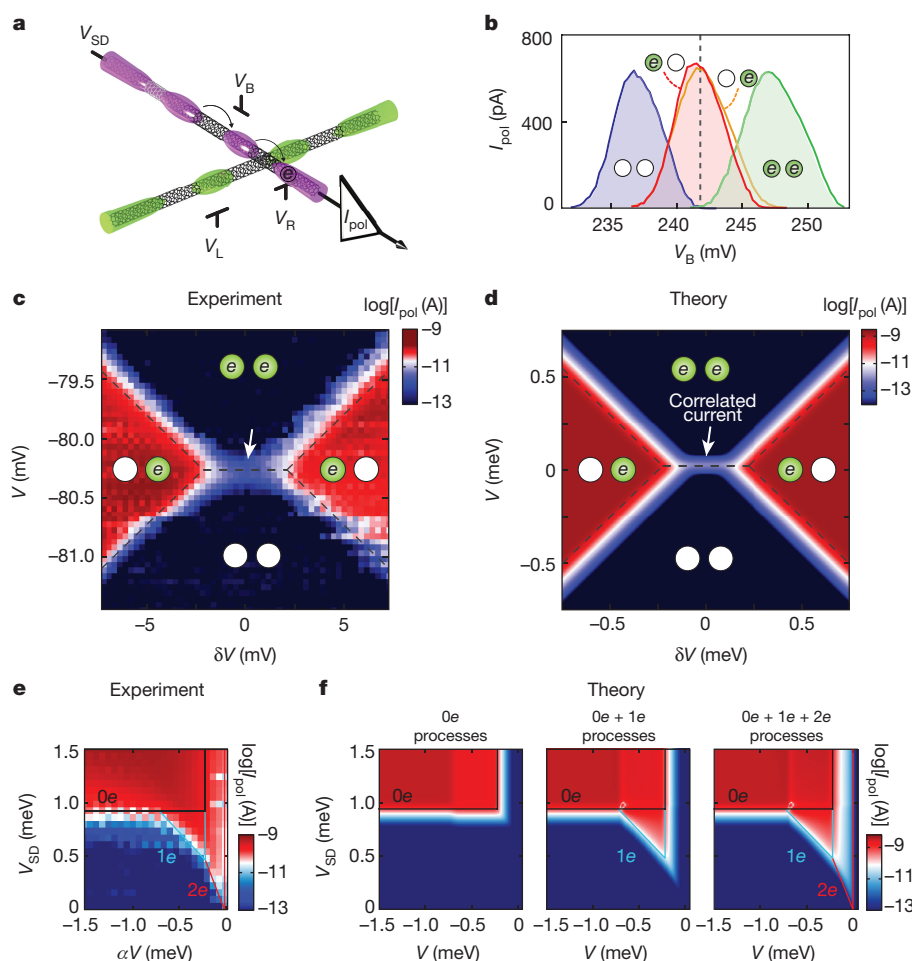 a
V_SD
V_B
e
V_L
V_R
I_pol
b
800
400
0
I_pol (pA)
e
e
e e
235 240 245 250
V_B (mV)
c
Experiment
log[I_pol (A)]
−9
−11
−13
e e
−79.5
−80.0
−80.5
−81.0
V (mV)
e
e
−5 0 5
δV (mV)
d
Theory
log[I_pol (A)]
−9
−11
−13
e e
Correlated
current
0.5
0
−0.5
V (meV)
e
e
−0.5 0 0.5
δV (meV)
e
Experiment
1.5
1.0
0.5
0
V_SD (meV)
0e
1e
2e
log[I_pol (A)]
−9
−11
−13
−1.5 −1.0 −0.5 0
αV (meV)
f
Theory
0e
processes
0e + 1e
processes
0e + 1e + 2e
processes
1.5
1.0
0.5
0
V_SD (meV)
0e
0e
1e
0e
1e
2e
log[I_pol (A)]
−9
−11
−13
−1.5 −1.0 −0.5 0
V (meV)
−1.5 −1.0 −0.5 0
V (meV)
−1.5 −1.0 −0.5 0
V (meV)